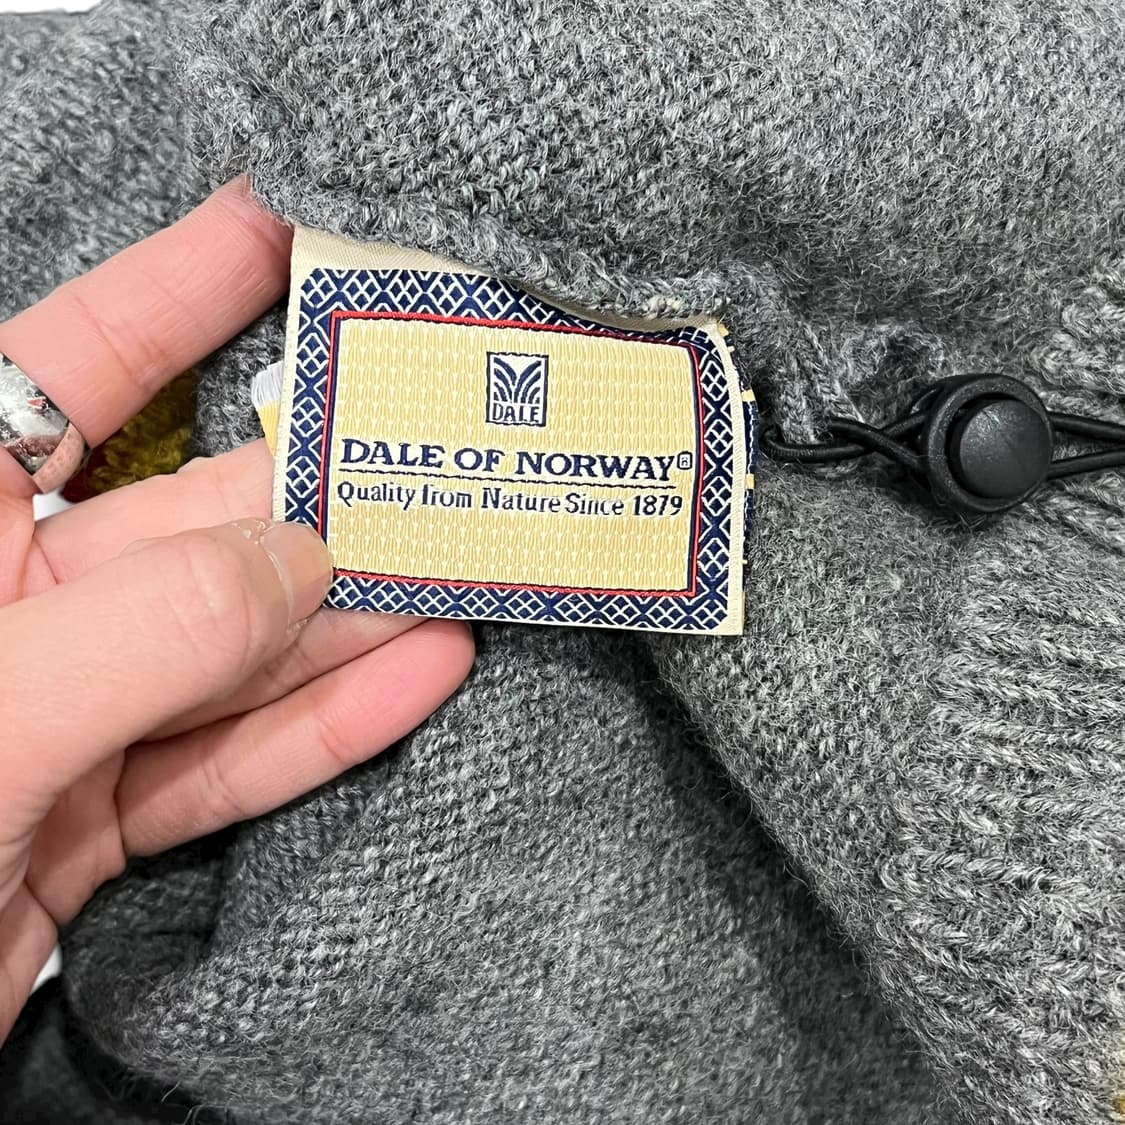 DALE
DALE OF NORWAY®
Quality from Nature Since 1879